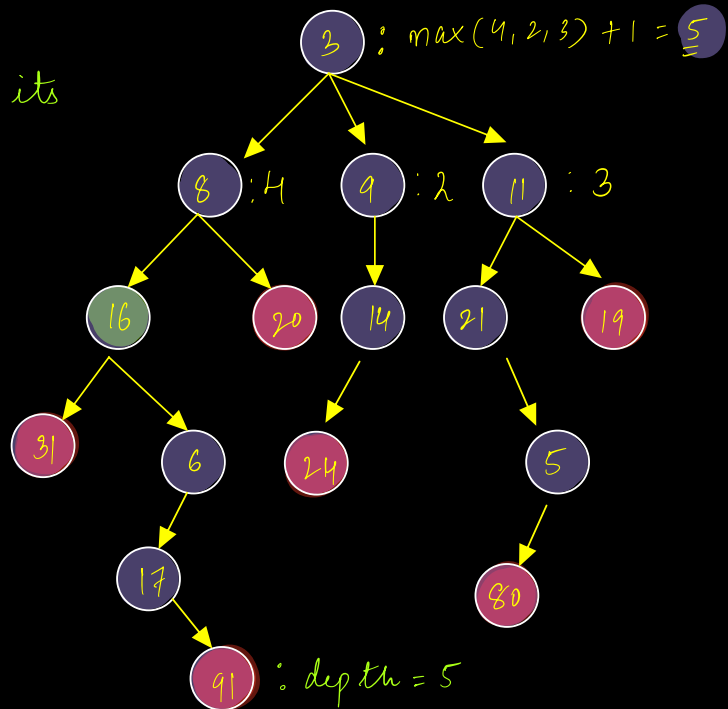 3 : max(4,2,3) + 1 = 5
its
8 :4 9 :2 11 : 3
16 20 14 21 19
31 6 24 5
17 80
91 : depth = 5